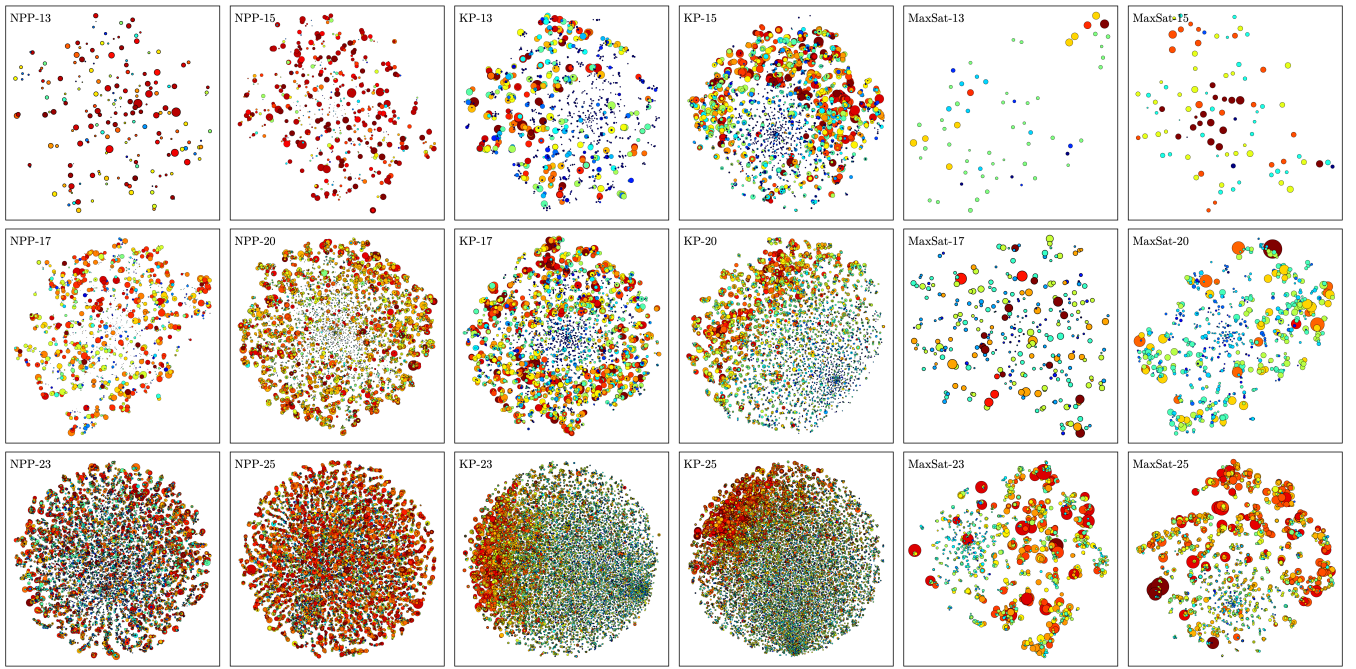 NPP-13
NPP-15
KP-13
KP-15
MaxSat-13
MaxSat-15
NPP-17
NPP-20
KP-17
KP-20
MaxSat-17
MaxSat-20
NPP-23
NPP-25
KP-23
KP-25
MaxSat-23
MaxSat-25